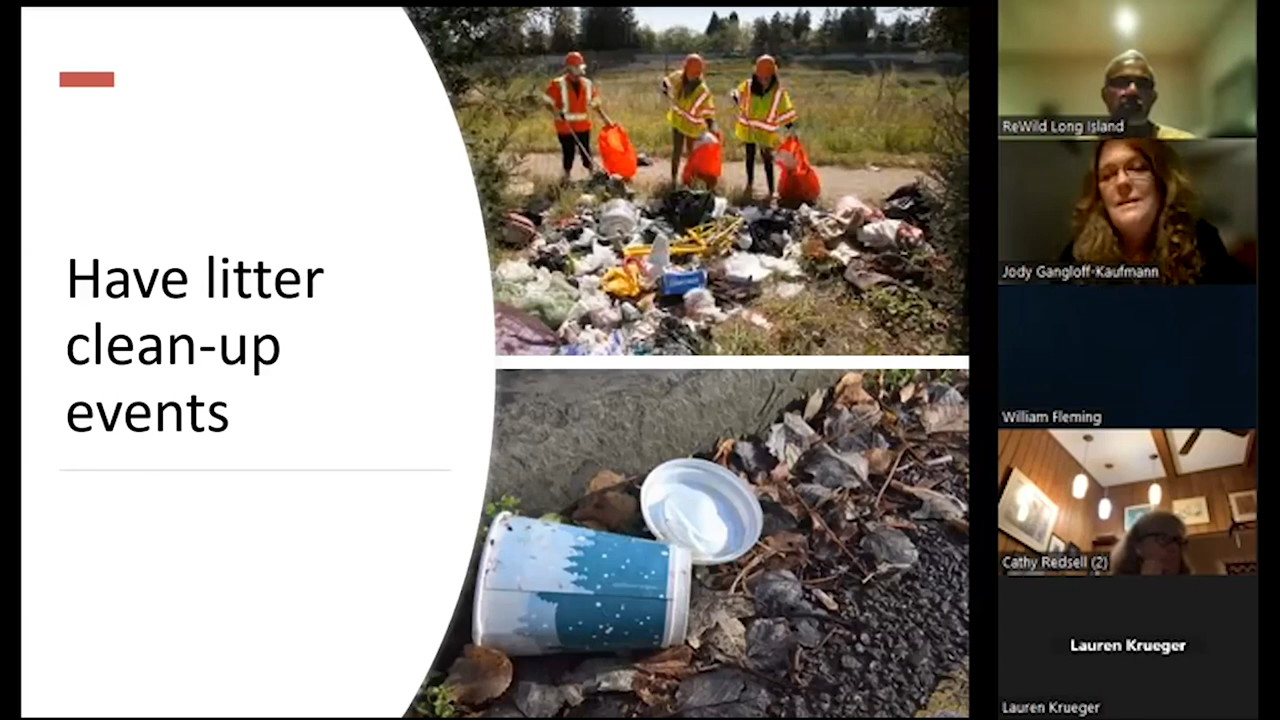 Have litter
clean-up
events
ReWild Long Island
Jody Gangloff-Kaufmann
William Fleming
Cathy Redsell (2)
Lauren Krueger
Lauren Krueger